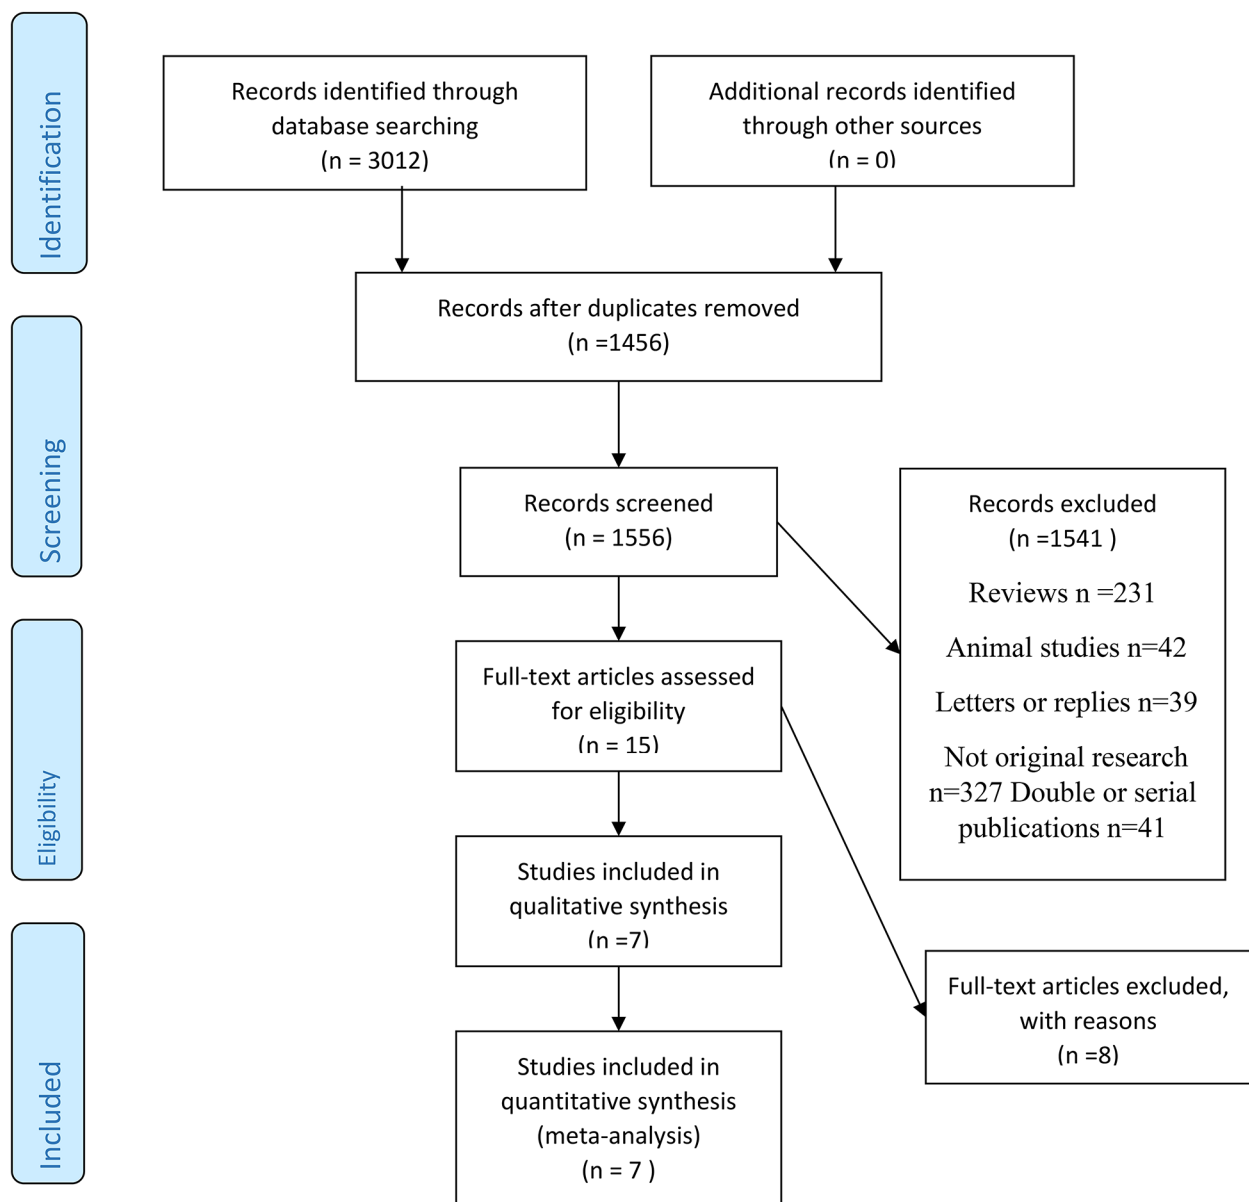 Identification
Records identified through
database searching
(n = 3012)
Additional records identified
through other sources
(n = 0)
Records after duplicates removed
(n =1456)
Screening
Records screened
(n = 1556)
Records excluded
(n =1541 )
Reviews n =231
Animal studies n=42
Letters or replies n=39
Not original research
n=327 Double or serial
publications n=41
Eligibility
Full-text articles assessed
for eligibility
(n = 15)
Studies included in
qualitative synthesis
(n =7)
Full-text articles excluded,
with reasons
(n =8)
Included
Studies included in
quantitative synthesis
(meta-analysis)
(n = 7 )